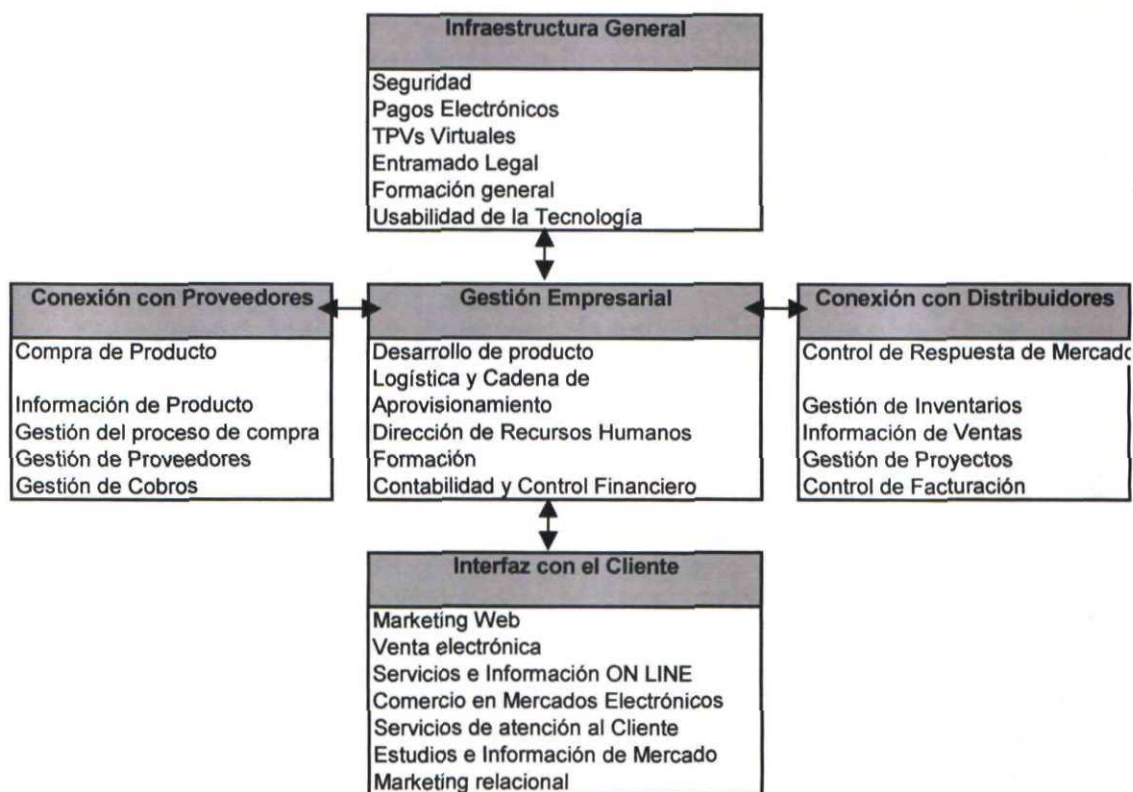 Infraestructura General
Seguridad
Pagos Electrónicos
TPVs Virtuales
Entramado Legal
Formación general
Usabilidad de la Tecnología
Conexión con Proveedores
Compra de Producto
Información de Producto
Gestión del proceso de compra
Gestión de Proveedores
Gestión de Cobros
Gestión Empresarial
Desarrollo de producto
Logística y Cadena de
Aprovisionamiento
Dirección de Recursos Humanos
Formación
Contabilidad y Control Financiero
Conexión con Distribuidores
Control de Respuesta de Mercado
Gestión de Inventarios
Información de Ventas
Gestión de Proyectos
Control de Facturación
Interfaz con el Cliente
Marketing Web
Venta electrónica
Servicios e Información ON LINE
Comercio en Mercados Electrónicos
Servicios de atención al Cliente
Estudios e Información de Mercado
Marketing relacional